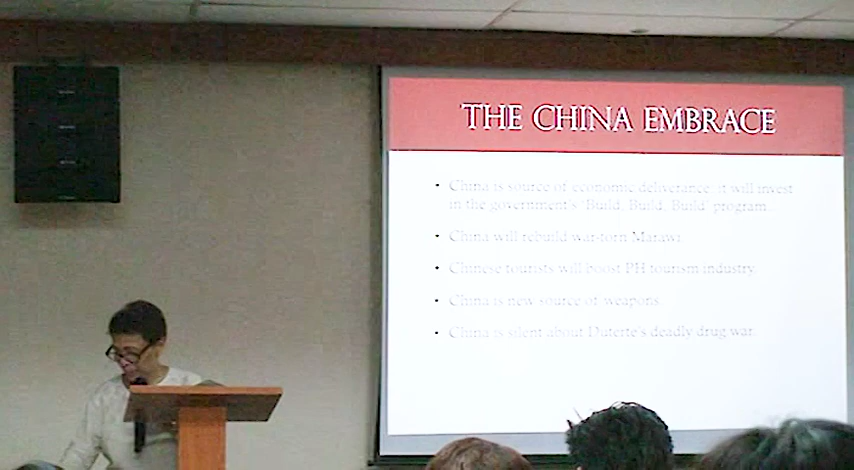 THE CHINA EMBRACE
• China is source of economic deliverance, it will invest
in the government's 'Build, Build, Build' program...
• China will rebuild war-torn Marawi.
• Chinese tourists will boost PH tourism industry.
• China is new source of weapons.
• China is silent about Duterte's deadly drug war.